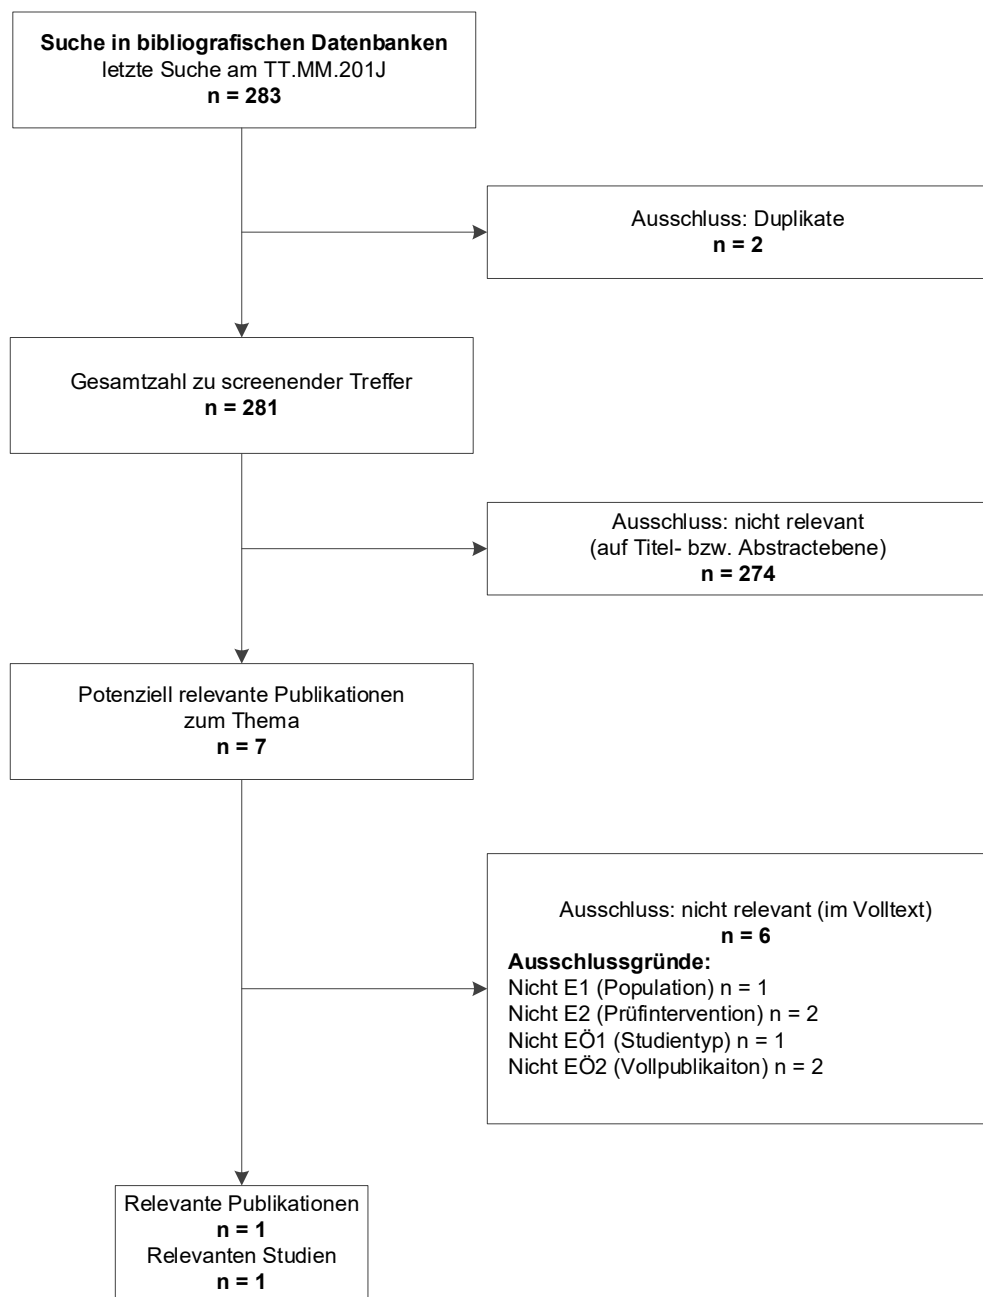 Suche in bibliografischen Datenbanken
letzte Suche am TT.MM.201J
n = 283
Ausschluss: Duplikate
n = 2
Gesamtzahl zu screenender Treffer
n = 281
Ausschluss: nicht relevant
(auf Titel- bzw. Abstractebene)
n = 274
Potenziell relevante Publikationen
zum Thema
n = 7
Ausschluss: nicht relevant (im Volltext)
n = 6
Ausschlussgründe:
Nicht E1 (Population) n = 1
Nicht E2 (Prüfintervention) n = 2
Nicht EÖ1 (Studientyp) n = 1
Nicht EÖ2 (Vollpublikaiton) n = 2
Relevante Publikationen
n = 1
Relevanten Studien
n = 1